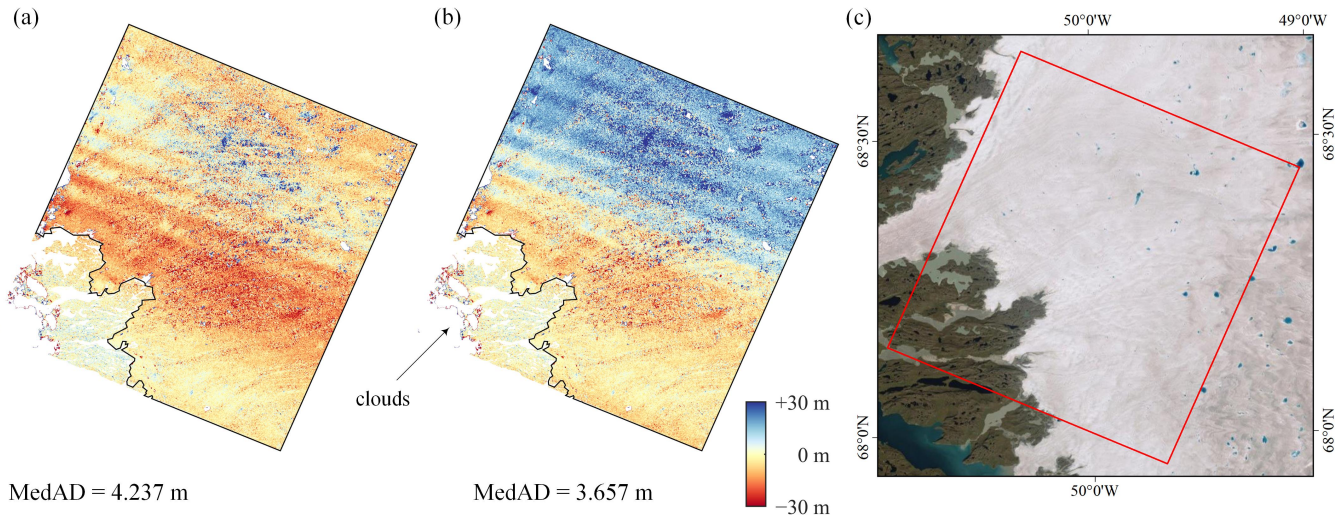 (a)
(b)
(c)
50°0'W
49°0'W
68°30'N
68°30'N
clouds
+30 m
0 m
−30 m
68°0'N
68°0'N
50°0'W
MedAD = 4.237 m
MedAD = 3.657 m